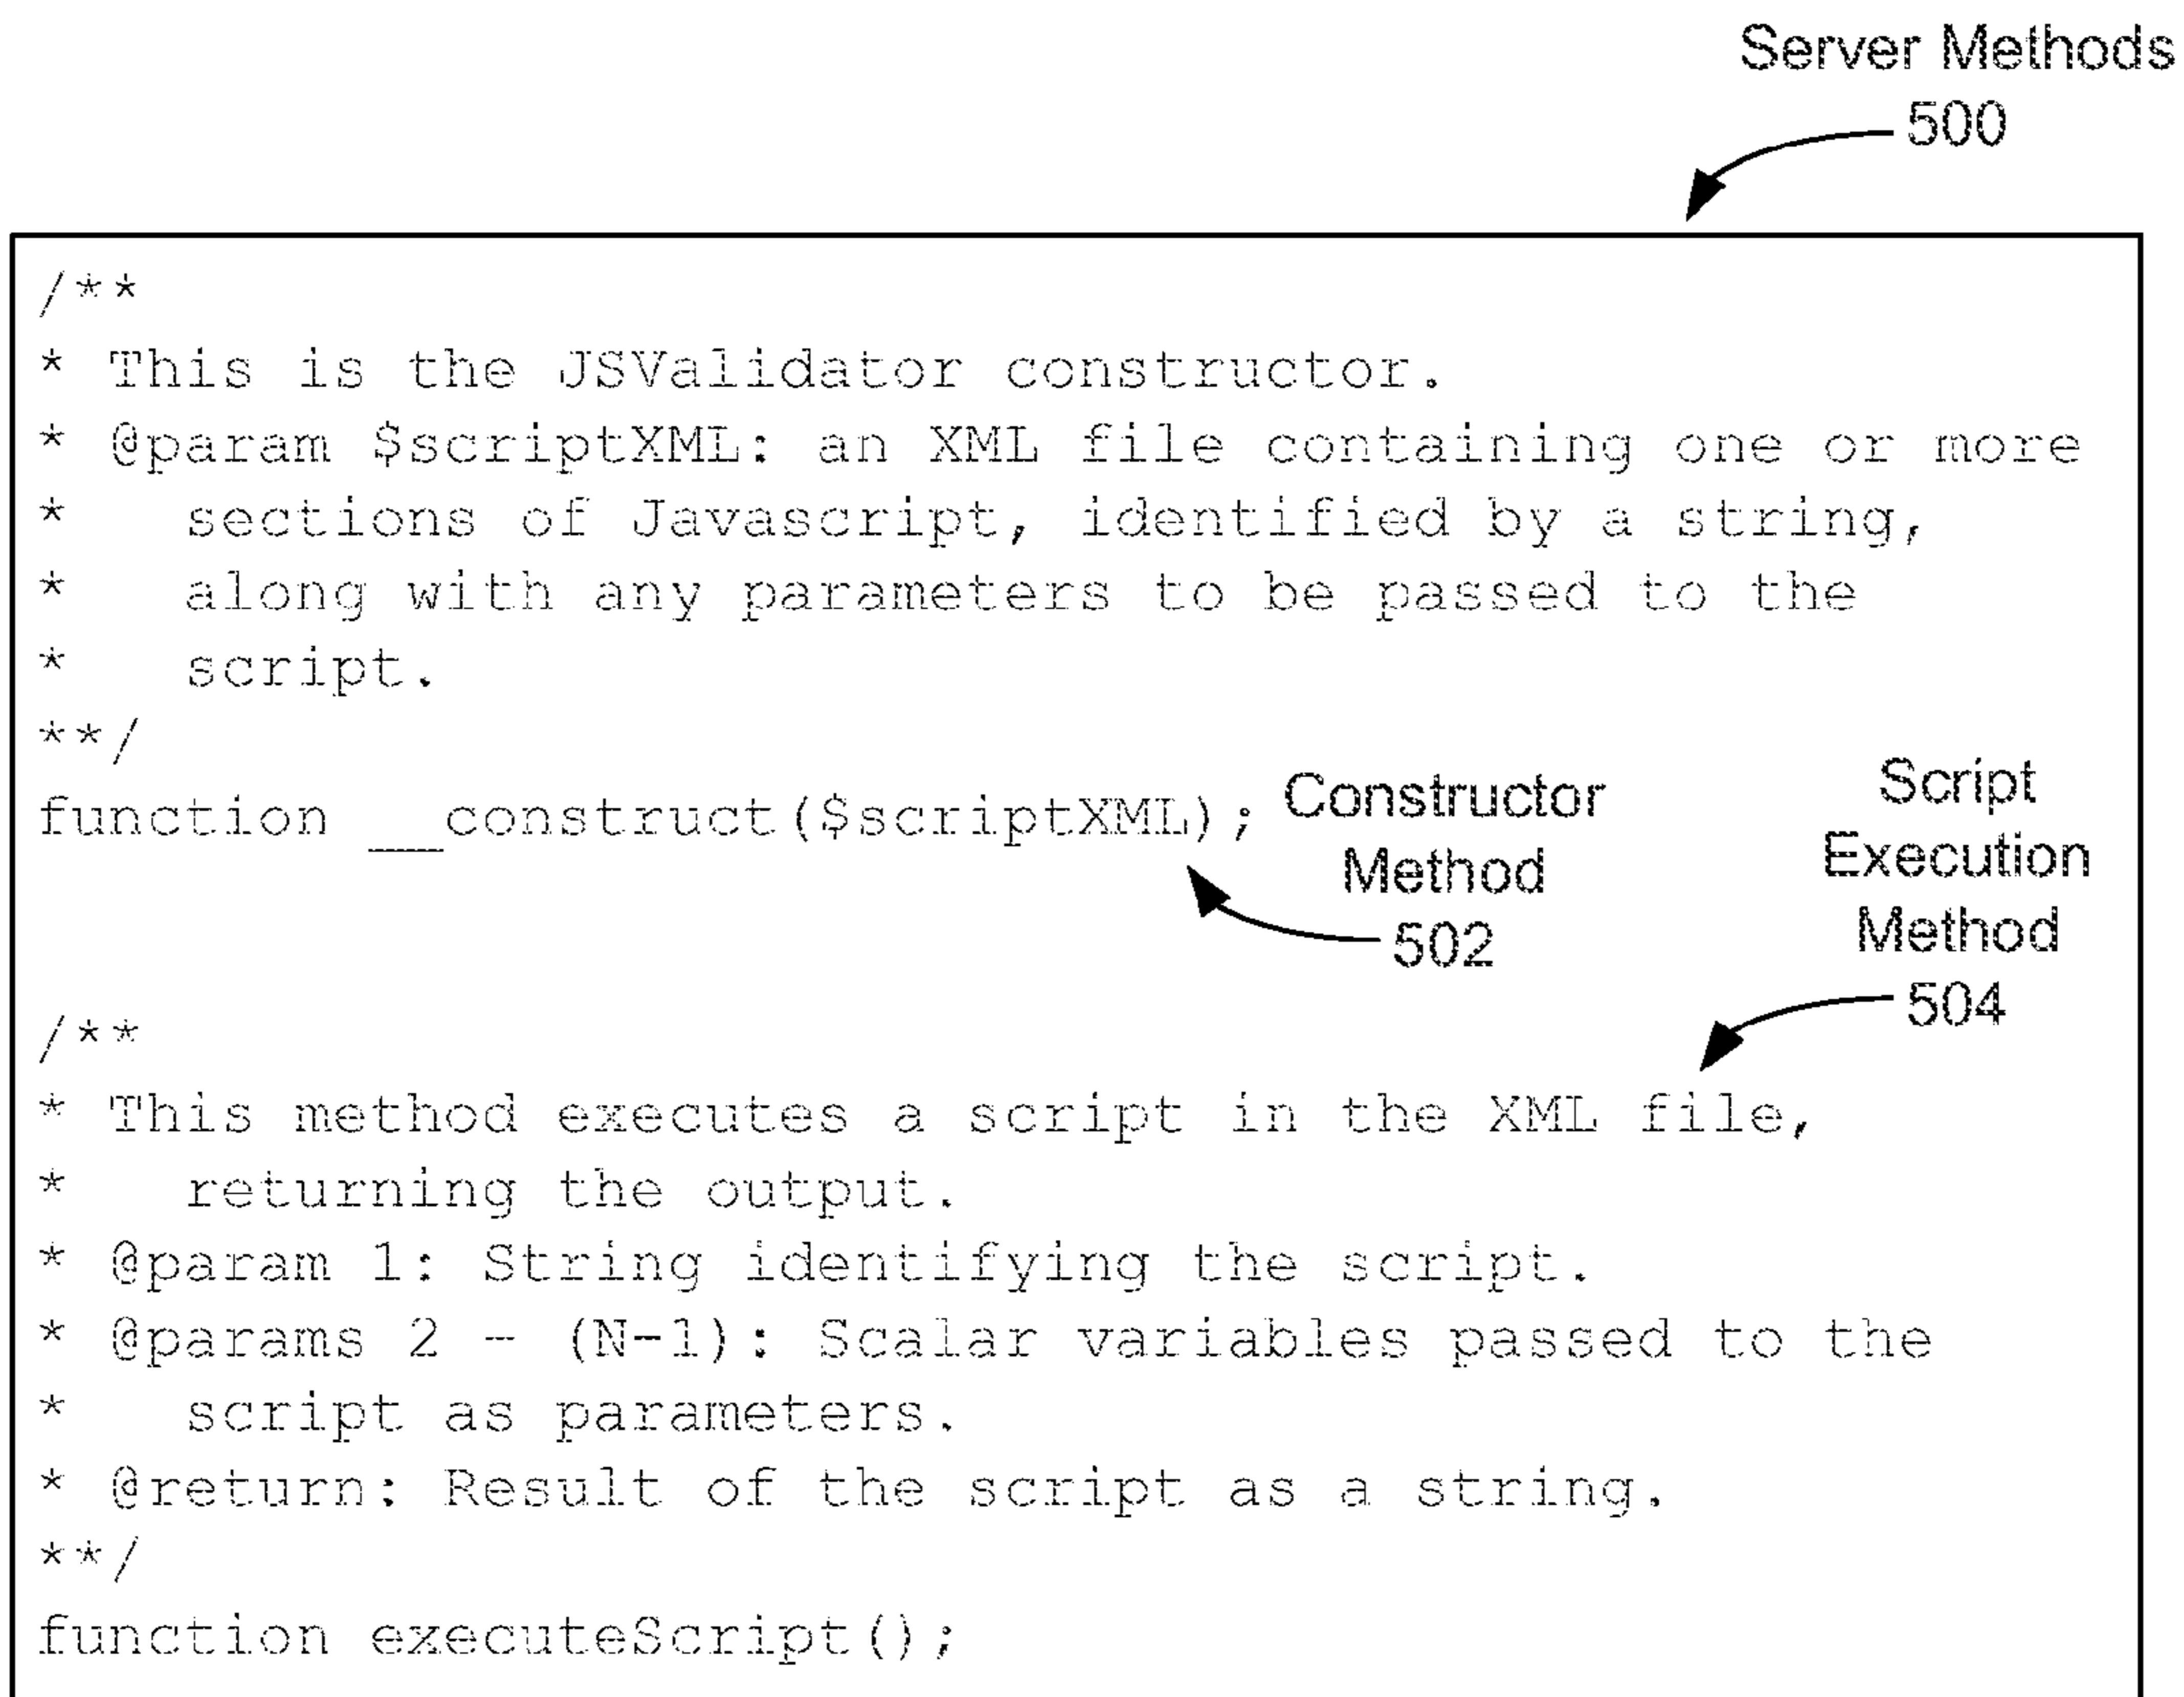 Server Methods
500
/**
* This is the JSValidator constructor.
* @param $scriptXML: an XML file containing one or more
*   sections of Javascript, identified by a string,
*   along with any parameters to be passed to the
*   script.
**/
function __construct($scriptXML);
Constructor
Method
502
Script
Execution
Method
504
/**
* This method executes a script in the XML file,
*   returning the output.
* @param 1: String identifying the script.
* @params 2 - (N-1): Scalar variables passed to the
*   script as parameters.
* @return: Result of the script as a string.
**/
function executeScript();